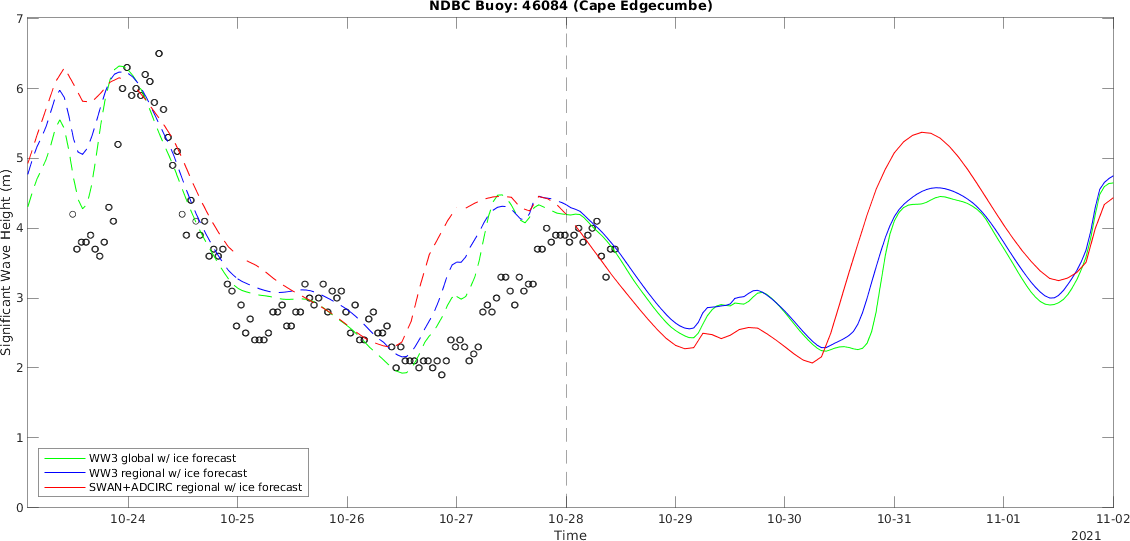 NDBC Buoy: 46084 (Cape Edgecumbe)
7
6
5
4
3
2
1
0
Significant Wave Height (m)
WW3 global w/ ice forecast
WW3 regional w/ ice forecast
SWAN+ADCIRC regional w/ ice forecast
10-24 10-25 10-26 10-27 10-28 10-29 10-30 10-31 11-01 11-02
Time
2021